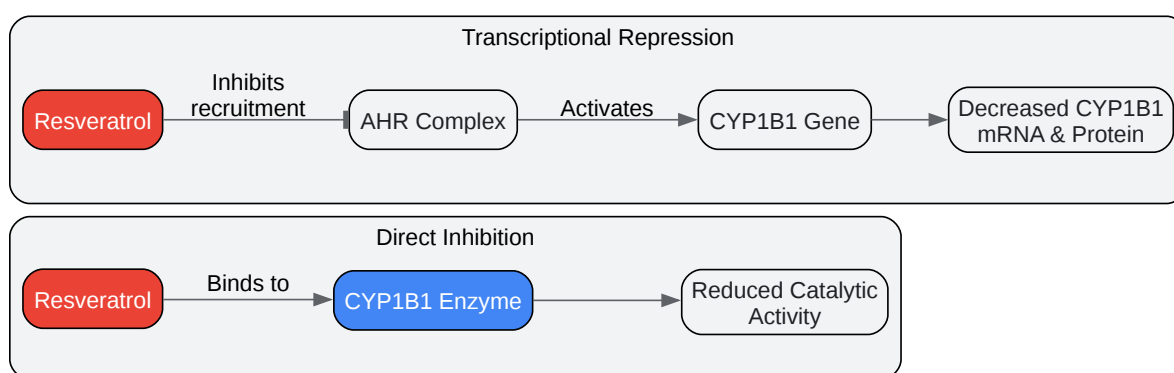 Transcriptional Repression
Resveratrol
Inhibits
recruitment
AHR Complex
Activates
CYP1B1 Gene
Decreased CYP1B1
mRNA & Protein
Direct Inhibition
Resveratrol
Binds to
CYP1B1 Enzyme
Reduced Catalytic
Activity